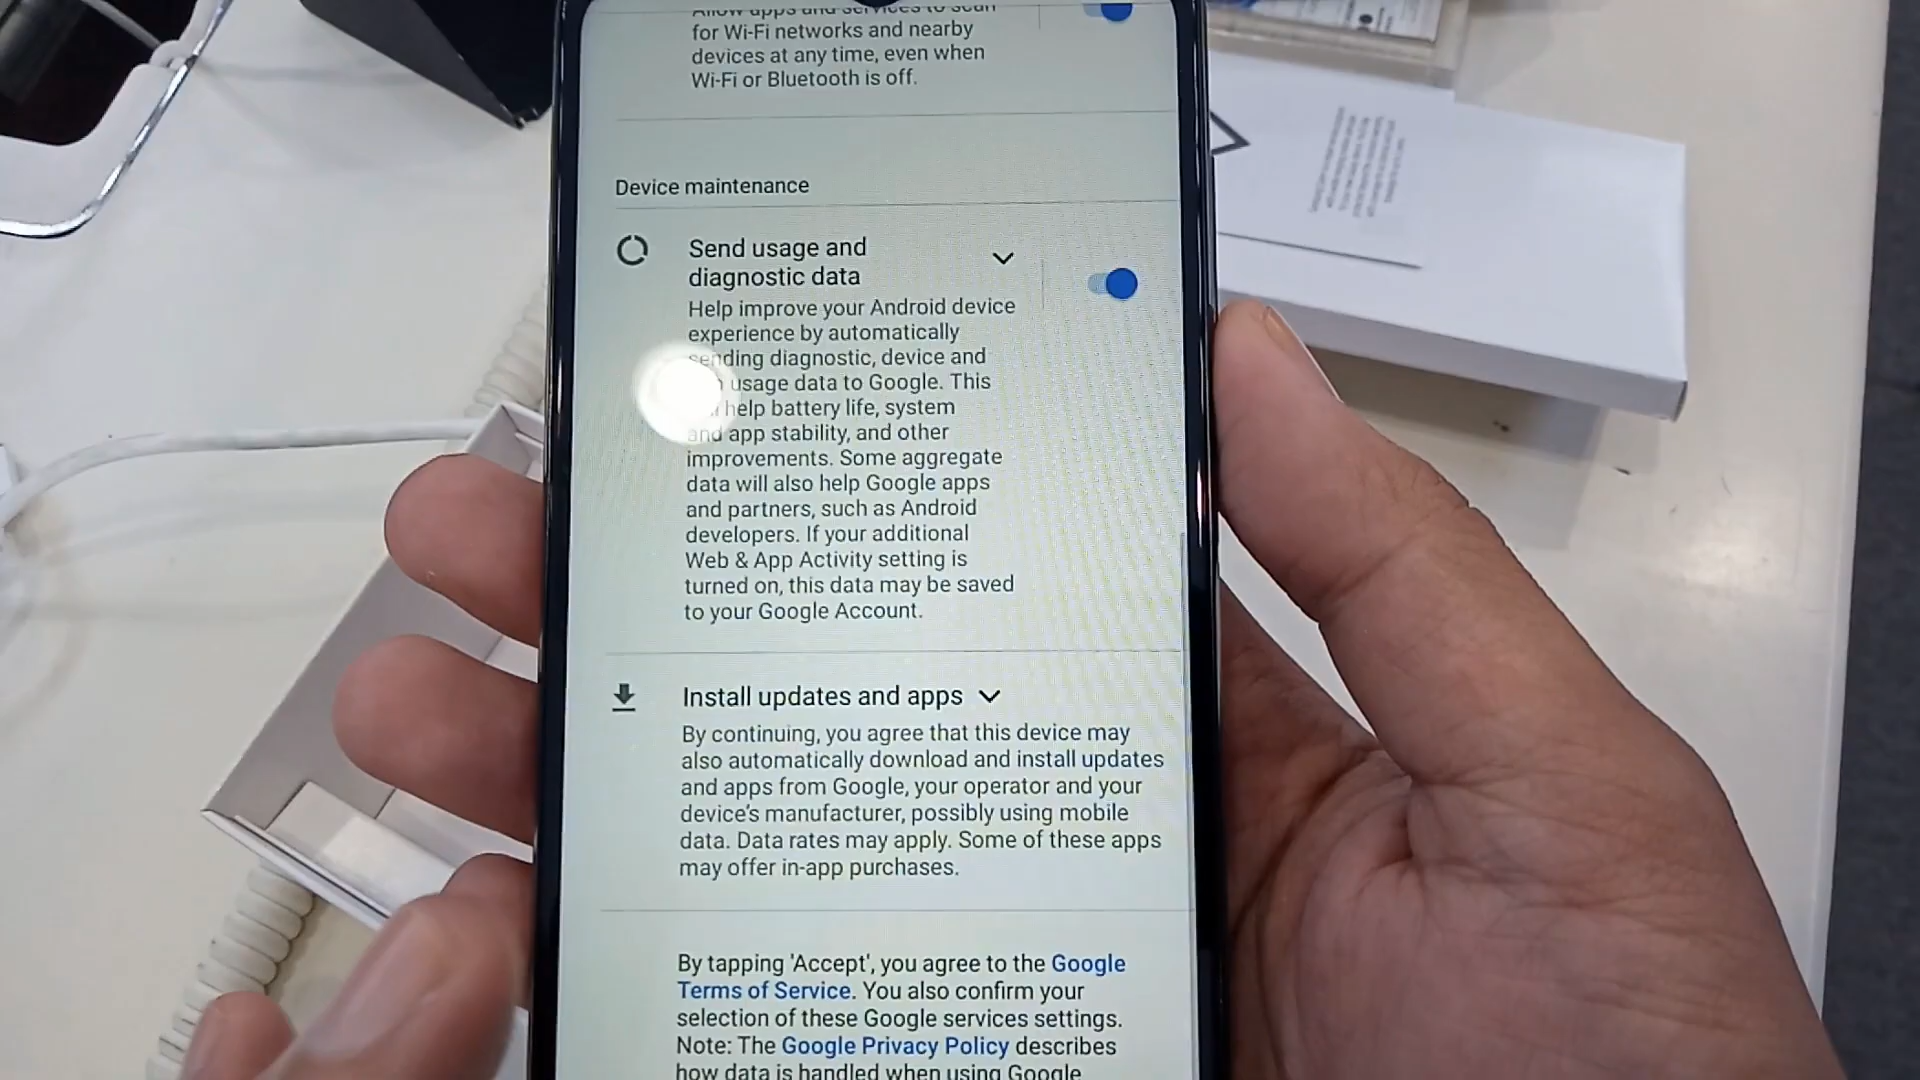 Allow apps and services to scan
for Wi-Fi networks and nearby
devices at any time, even when
Wi-Fi or Bluetooth is off.
Device maintenance
Send usage and
diagnostic data
Help improve your Android device
experience by automatically
sending diagnostic, device and
usage data to Google. This
help battery life, system
and app stability, and other
improvements. Some aggregate
data will also help Google apps
and partners, such as Android
developers. If your additional
Web & App Activity setting is
turned on, this data may be saved
to your Google Account.
Install updates and apps
By continuing, you agree that this device may
also automatically download and install updates
and apps from Google, your operator and your
device's manufacturer, possibly using mobile
data. Data rates may apply. Some of these apps
may offer in-app purchases.
By tapping 'Accept', you agree to the Google
Terms of Service. You also confirm your
selection of these Google services settings.
Note: The Google Privacy Policy describes
how data is handled when using Google